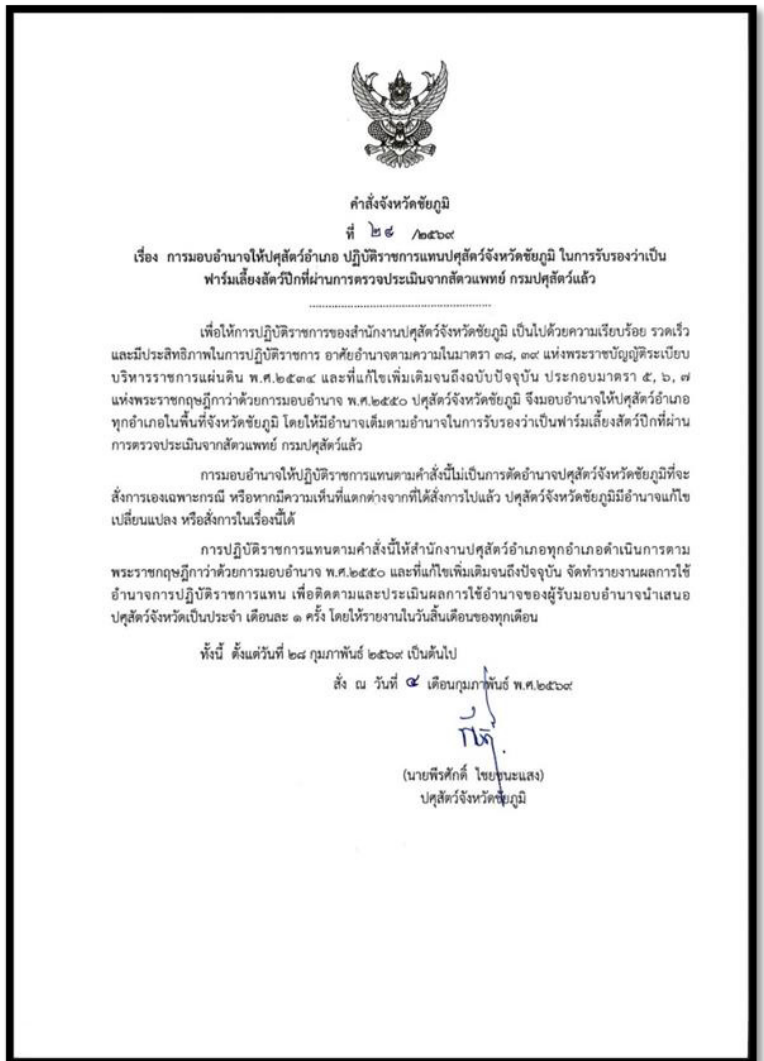 คำสั่งจังหวัดชัยภูมิ
ที่ ๒๘ /๒๕๖๙
เรื่อง การมอบอำนาจให้ปศุสัตว์อำเภอ ปฏิบัติราชการแทนปศุสัตว์จังหวัดชัยภูมิ ในการรับรองว่าเป็น
ฟาร์มเลี้ยงสัตว์ปีกที่ผ่านการตรวจประเมินจากสัตวแพทย์ กรมปศุสัตว์แล้ว
เพื่อให้การปฏิบัติราชการของสำนักงานปศุสัตว์จังหวัดชัยภูมิ เป็นไปด้วยความเรียบร้อย รวดเร็ว
และมีประสิทธิภาพในการปฏิบัติราชการ อาศัยอำนาจตามความในมาตรา ๓๘, ๓๙ แห่งพระราชบัญญัติระเบียบ
บริหารราชการแผ่นดิน พ.ศ.๒๕๓๔ และที่แก้ไขเพิ่มเติมจนถึงฉบับปัจจุบัน ประกอบมาตรา ๕, ๖, ๗
แห่งพระราชกฤษฎีกาว่าด้วยการมอบอำนาจ พ.ศ.๒๕๕๐ ปศุสัตว์จังหวัดชัยภูมิ จึงมอบอำนาจให้ปศุสัตว์อำเภอ
ทุกอำเภอในพื้นที่จังหวัดชัยภูมิ โดยให้มีอำนาจเต็มตามอำนาจในการรับรองว่าเป็นฟาร์มเลี้ยงสัตว์ปีกที่ผ่าน
การตรวจประเมินจากสัตวแพทย์ กรมปศุสัตว์แล้ว
การมอบอำนาจให้ปฏิบัติราชการแทนตามคำสั่งนี้ไม่เป็นการตัดอำนาจปศุสัตว์จังหวัดชัยภูมิที่จะ
สั่งการเองเฉพาะกรณี หรือหากมีความเห็นที่แตกต่างจากที่ได้สั่งการไปแล้ว ปศุสัตว์จังหวัดชัยภูมิมีอำนาจแก้ไข
เปลี่ยนแปลง หรือสั่งการในเรื่องนี้ได้
การปฏิบัติราชการแทนตามคำสั่งนี้ให้สำนักงานปศุสัตว์อำเภอทุกอำเภอดำเนินการตาม
พระราชกฤษฎีกาว่าด้วยการมอบอำนาจ พ.ศ.๒๕๕๐ และที่แก้ไขเพิ่มเติมจนถึงปัจจุบัน จัดทำรายงานผลการใช้
อำนาจการปฏิบัติราชการแทน เพื่อติดตามและประเมินผลการใช้อำนาจของผู้รับมอบอำนาจนำเสนอ
ปศุสัตว์จังหวัดเป็นประจำ เดือนละ ๑ ครั้ง โดยให้รายงานในวันสิ้นเดือนของทุกเดือน
ทั้งนี้ ตั้งแต่วันที่ ๒๘ กุมภาพันธ์ ๒๕๖๙ เป็นต้นไป
สั่ง ณ วันที่ ๔ เดือนกุมภาพันธ์ พ.ศ.๒๕๖๙
(นายพีรศักดิ์ ไชยชนะแสง)
ปศุสัตว์จังหวัดชัยภูมิ